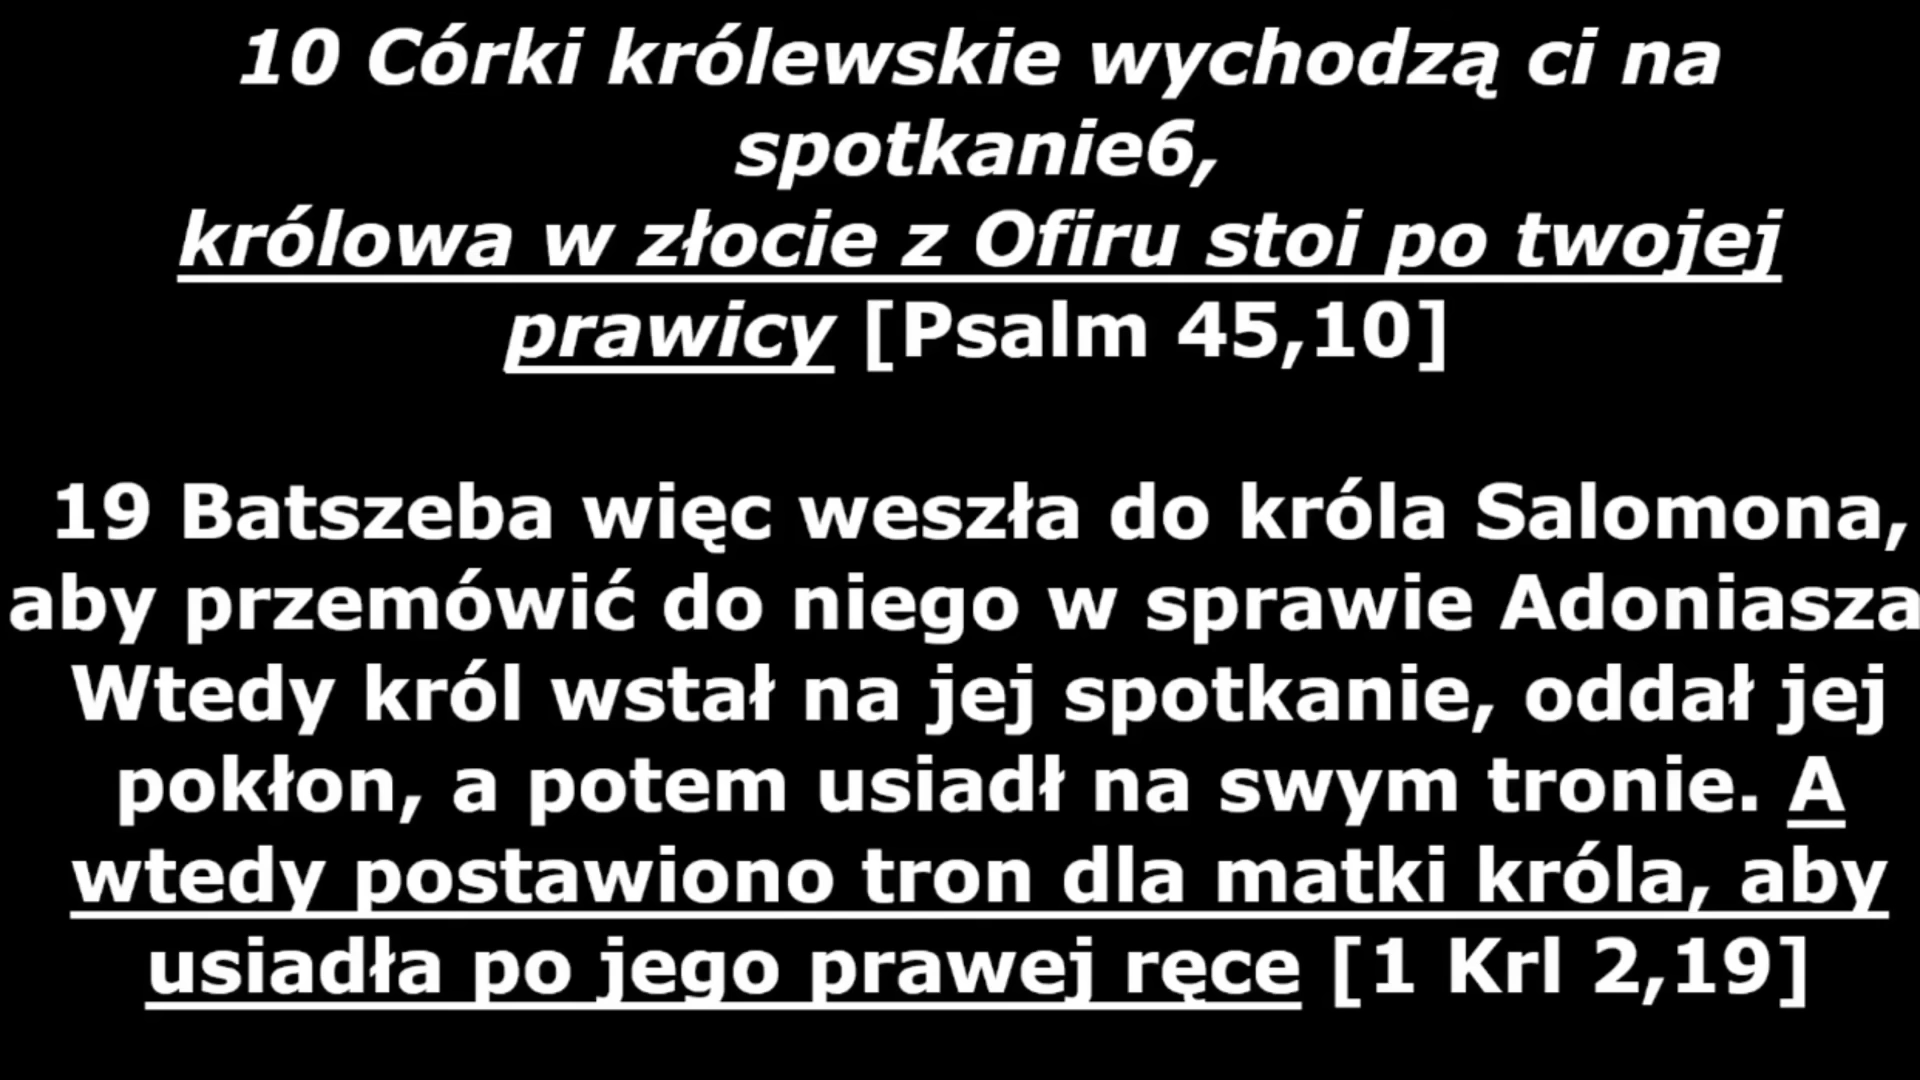 10 Córki królewskie wychodzą ci na
spotkanie6,
królowa w złocie z Ofiru stoi po twojej
prawicy [Psalm 45,10]
19 Batszeba więc weszła do króla Salomona,
aby przemówić do niego w sprawie Adoniasza
Wtedy król wstał na jej spotkanie, oddał jej
pokłon, a potem usiadł na swym tronie. A
wtedy postawiono tron dla matki króla, aby
usiadła po jego prawej ręce [1 Krl 2,19]